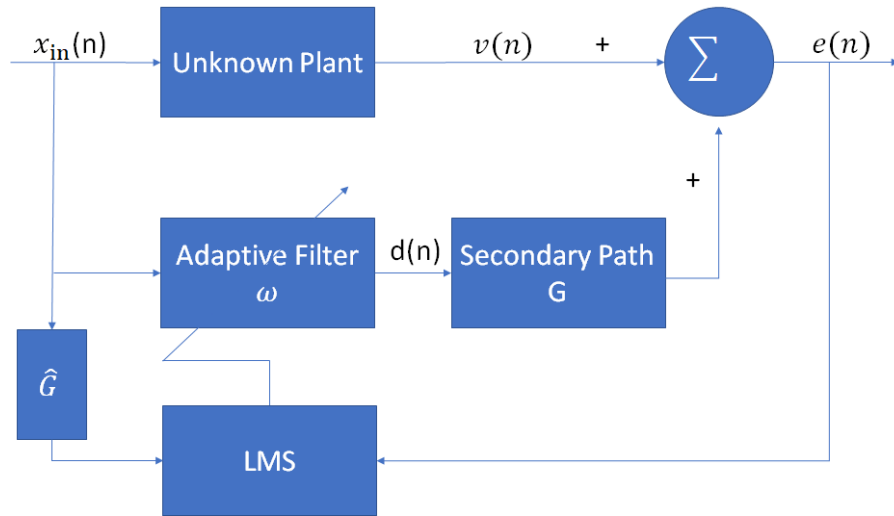 x_in(n)
Unknown Plant
v(n)
+
∑
e(n)
+
Adaptive Filter
ω
d(n)
Secondary Path
G
Ĝ
LMS